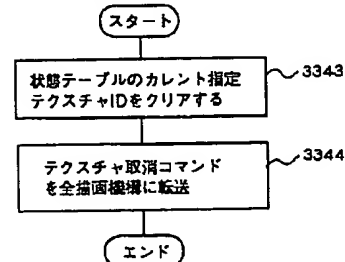 スタート
状態テーブルのカレント指定
テクスチャIDをクリアする
3343
テクスチャ取消コマンド
を全描画機構に転送
3344
エンド